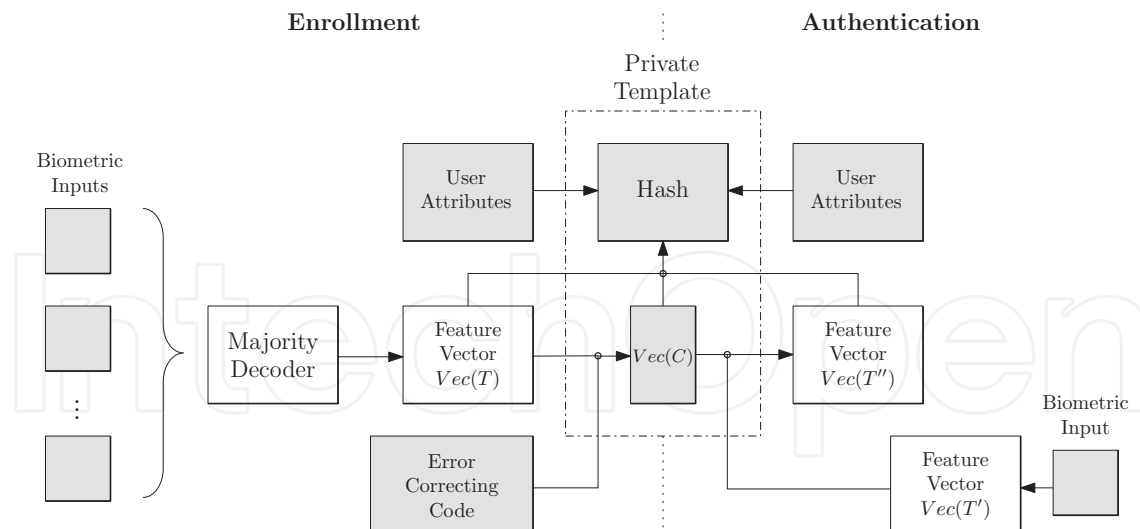 Enrollment
Authentication
Private
Template
Biometric
Inputs
User
Attributes
Hash
User
Attributes
Majority
Decoder
Feature
Vector
Vec(T)
Vec(C)
Feature
Vector
Vec(T′′)
Biometric
Input
Error
Correcting
Code
Feature
Vector
Vec(T′)
IntechOpen